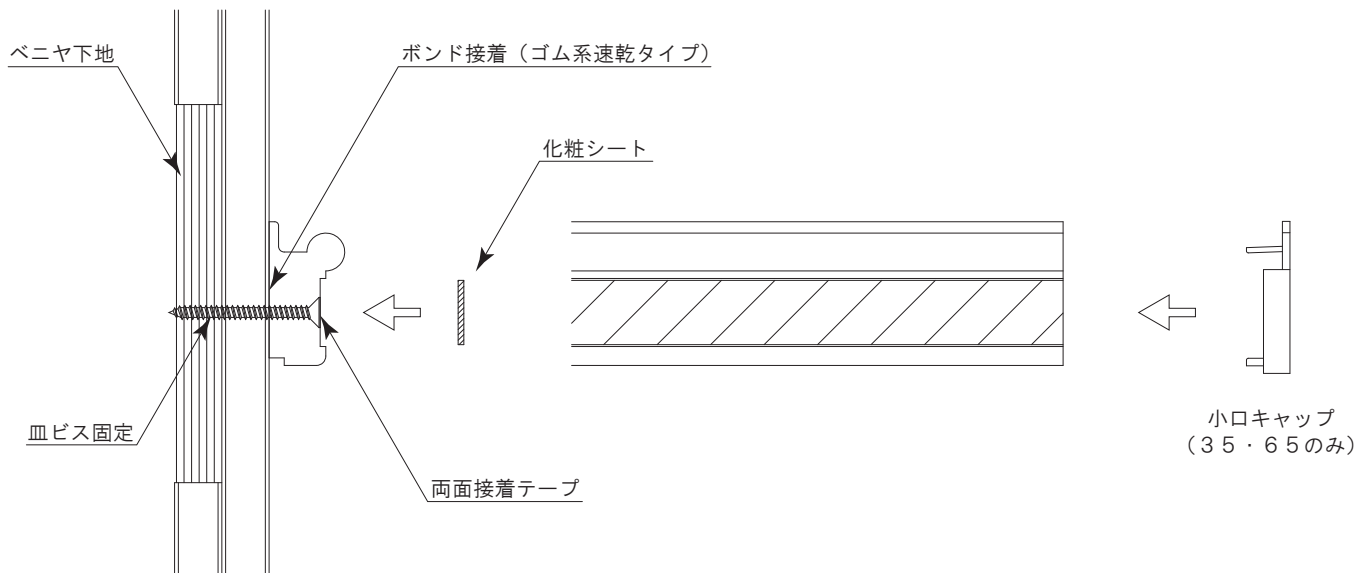 ベニヤ下地
ボンド接着（ゴム系速乾タイプ）
化粧シート
皿ビス固定
両面接着テープ
小口キャップ
（３５・６５のみ）